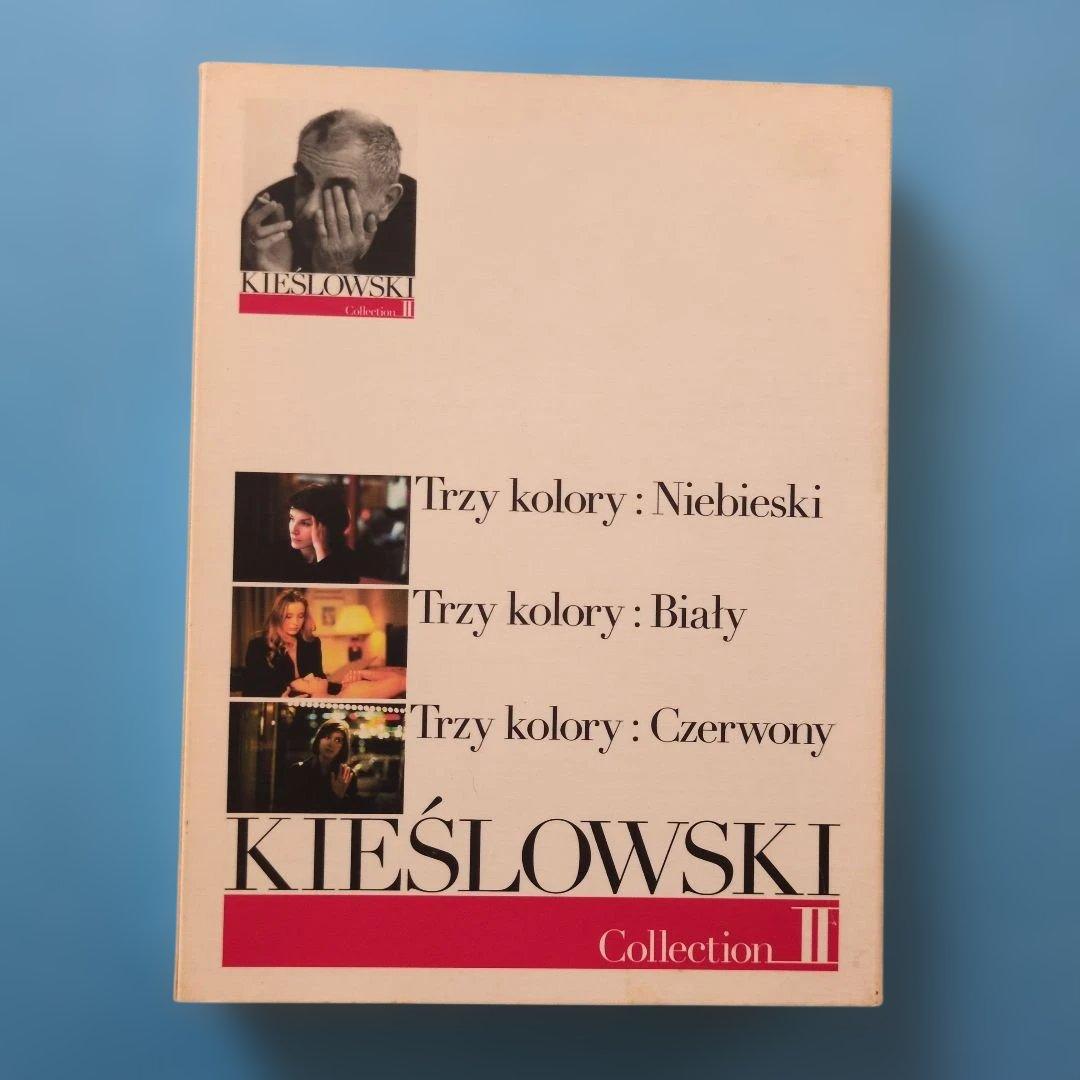 KIEŚLOWSKI
Collection II
Trzy kolory : Niebieski
Trzy kolory : Biały
Trzy kolory : Czerwony
KIEŚLOWSKI
Collection II